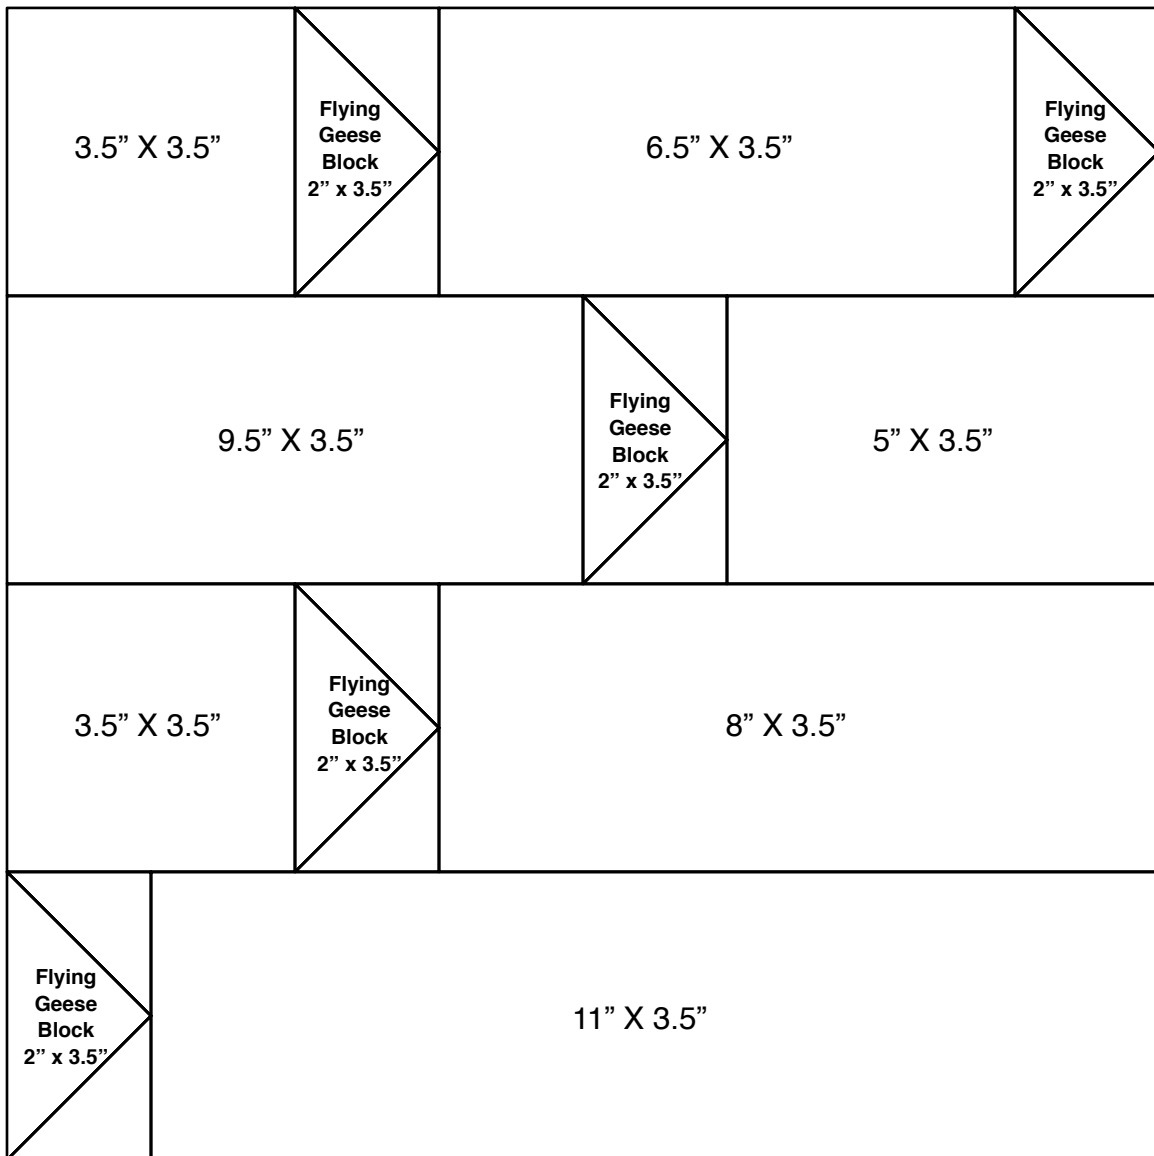 3.5” X 3.5”
Flying
Geese
Block
2” x 3.5”
6.5” X 3.5”
Flying
Geese
Block
2” x 3.5”
9.5” X 3.5”
Flying
Geese
Block
2” x 3.5”
5” X 3.5”
3.5” X 3.5”
Flying
Geese
Block
2” x 3.5”
8” X 3.5”
Flying
Geese
Block
2” x 3.5”
11” X 3.5”